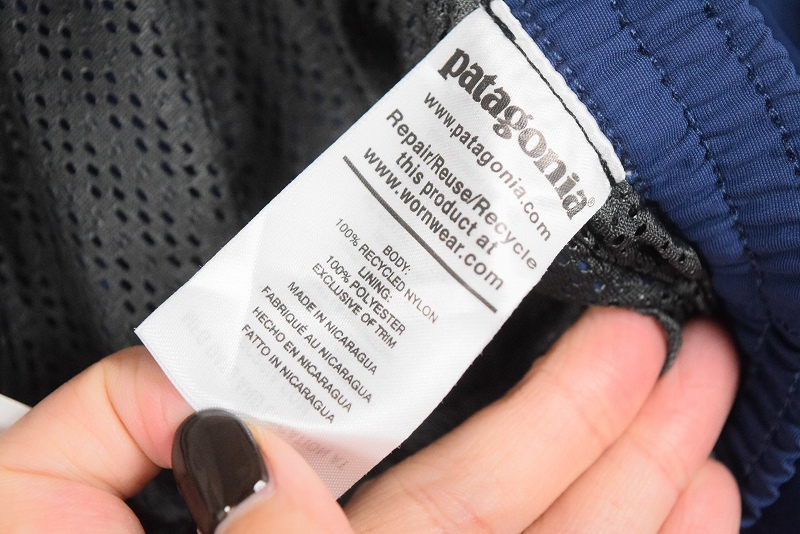 patagonia®
www.patagonia.com
Repair/Reuse/Recycle
this product at
www.wornwear.com
BODY:
100% RECYCLED NYLON
LINING:
100% POLYESTER
EXCLUSIVE OF TRIM
MADE IN NICARAGUA
FABRIQUÉ AU NICARAGUA
HECHO EN NICARAGUA
FATTO IN NICARAGUA